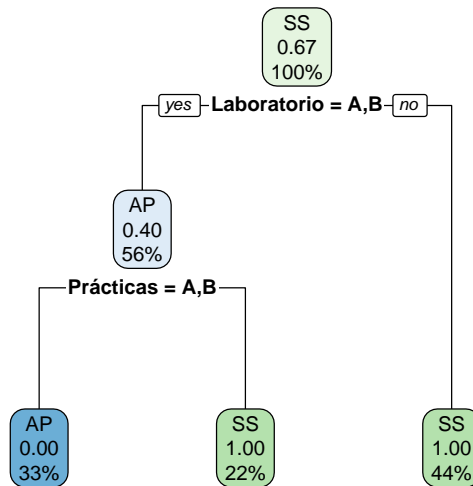 SS
0.67
100%
yes Laboratorio = A,B no
AP
0.40
56%
Prácticas = A,B
AP
0.00
33%
SS
1.00
22%
SS
1.00
44%